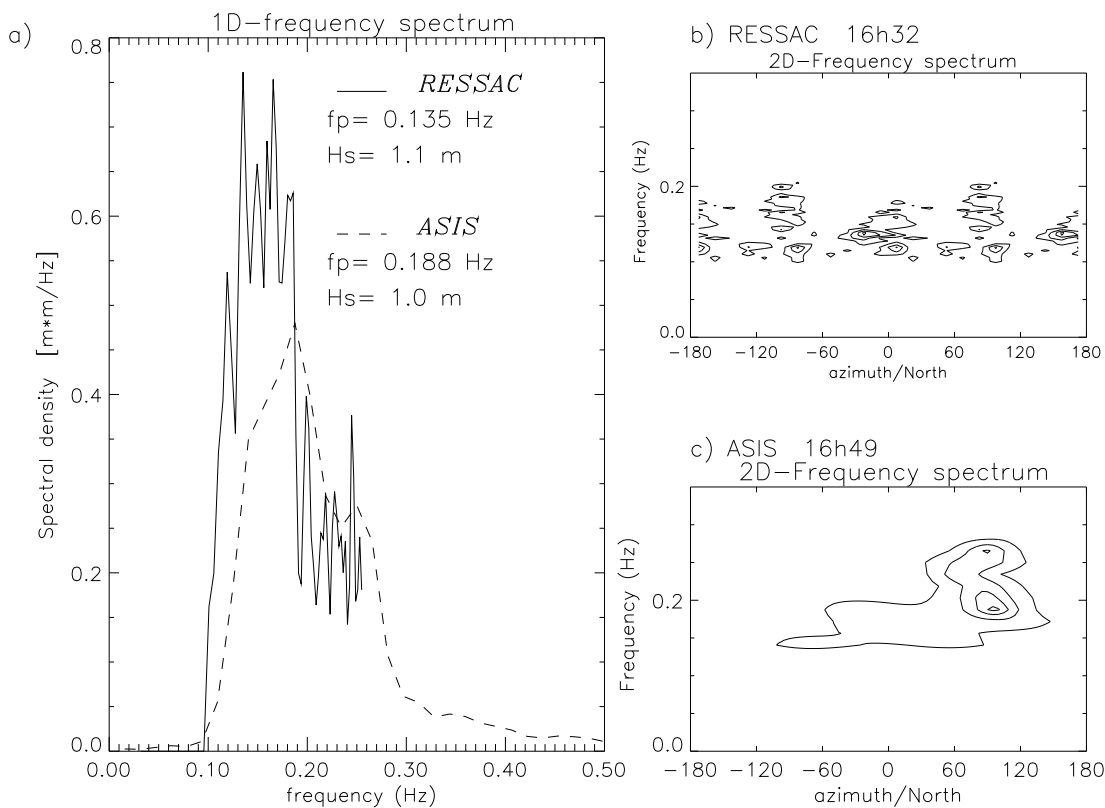 a)
1D-frequency spectrum
0.8
0.6
0.4
0.2
0.0
Spectral density [m*m/Hz]
RESSAC
fp= 0.135 Hz
Hs= 1.1 m
ASIS
fp= 0.188 Hz
Hs= 1.0 m
0.00 0.10 0.20 0.30 0.40 0.50
frequency (Hz)
b) RESSAC 16h32
2D-Frequency spectrum
Frequency (Hz)
0.2
0.0
-180 -120 -60 0 60 120 180
azimuth/North
c) ASIS 16h49
2D-Frequency spectrum
Frequency (Hz)
0.2
0.0
-180 -120 -60 0 60 120 180
azimuth/North